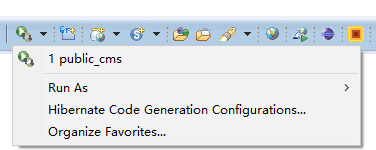 1 public_cms
Run As
Hibernate Code Generation Configurations...
Organize Favorites...